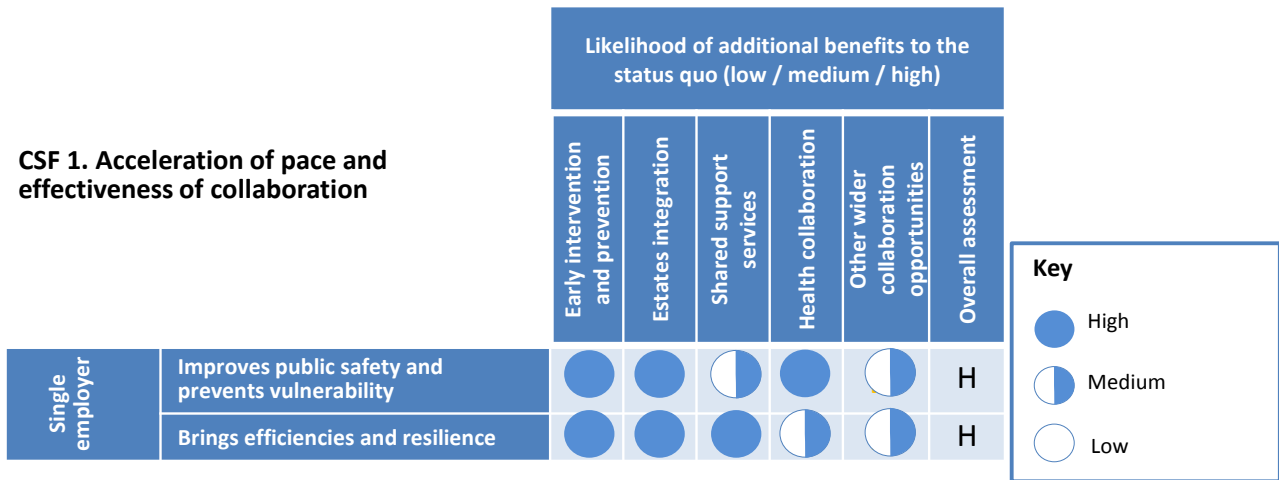 Likelihood of additional benefits to the
status quo (low / medium / high)
CSF 1. Acceleration of pace and
effectiveness of collaboration
Early intervention
and prevention
Estates integration
Shared support
services
Health collaboration
Other wider
collaboration
opportunities
Overall assessment
Key
High
Medium
Low
Single
employer
Improves public safety and
prevents vulnerability
H
Brings efficiencies and resilience
H